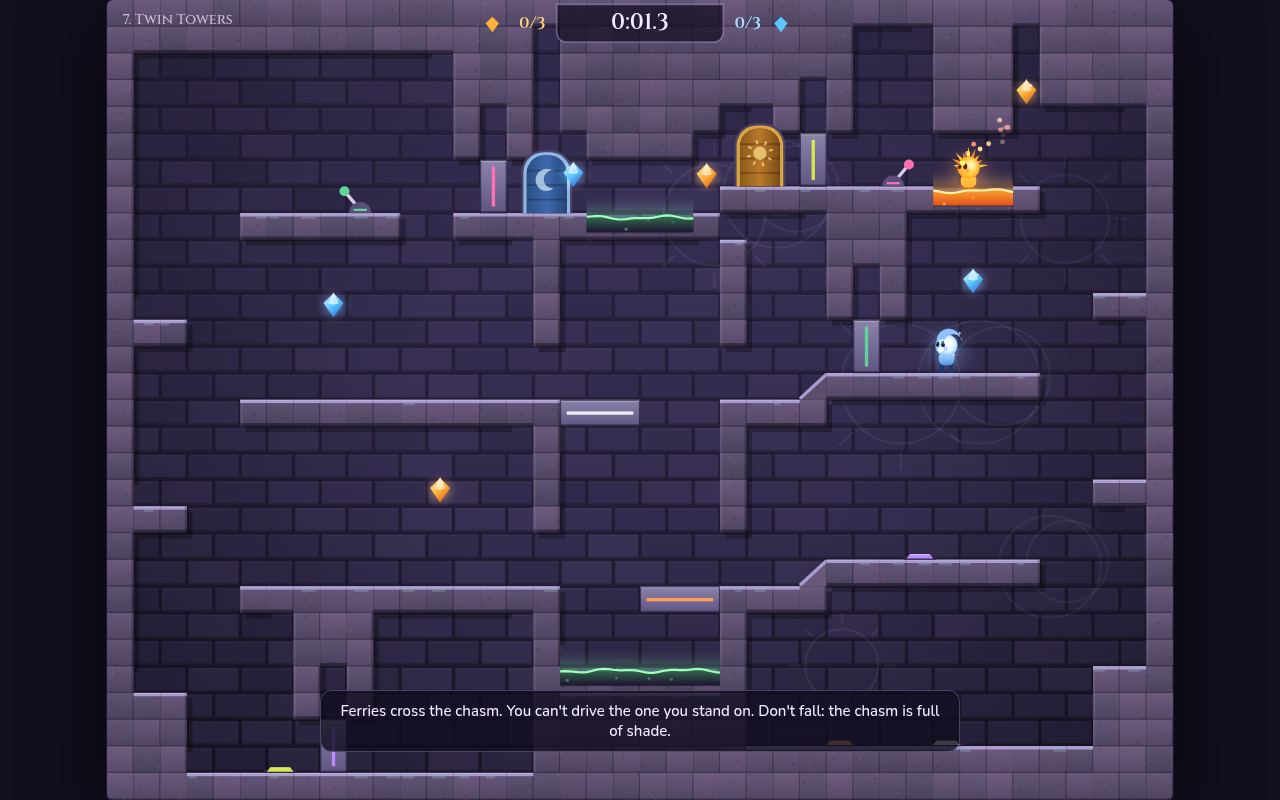 7. Twin Towers
0/3
0:01.3
0/3
Ferries cross the chasm. You can't drive the one you stand on. Don't fall: the chasm is full
of shade.